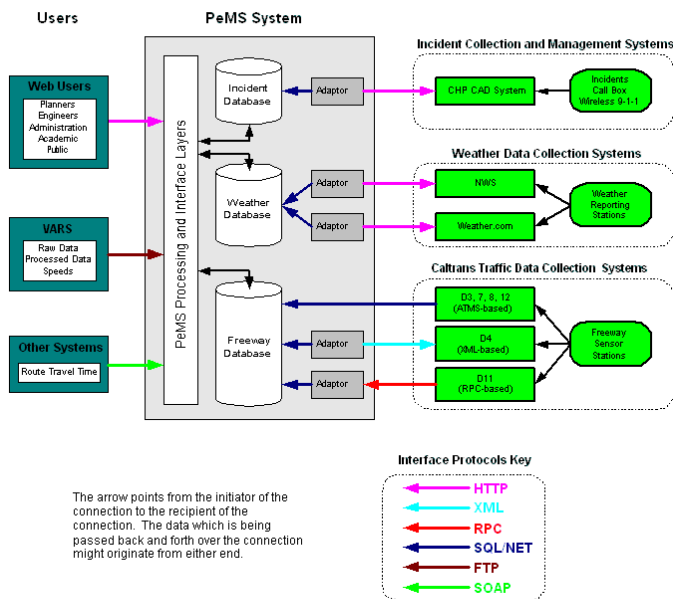 Users
PeMS System
Web Users
Planners
Engineers
Administration
Academic
Public
VARS
Raw Data
Processed Data
Speeds
Other Systems
Route Travel Time
PeMS Processing and Interface Layers
Incident
Database
Adaptor
Weather
Database
Adaptor
Adaptor
Freeway
Database
Adaptor
Adaptor
Incident Collection and Management Systems
CHP CAD System
Incidents
Call Box
Wireless 9-1-1
Weather Data Collection Systems
NWS
Weather.com
Weather
Reporting
Stations
Caltrans Traffic Data Collection Systems
D3, 7, 8, 12
(ATMS-based)
D4
(XML-based)
D11
(RPC-based)
Freeway
Sensor
Stations
The arrow points from the initiator of the
connection to the recipient of the
connection. The data which is being
passed back and forth over the connection
might originate from either end.
Interface Protocols Key
HTTP
XML
RPC
SQL/NET
FTP
SOAP